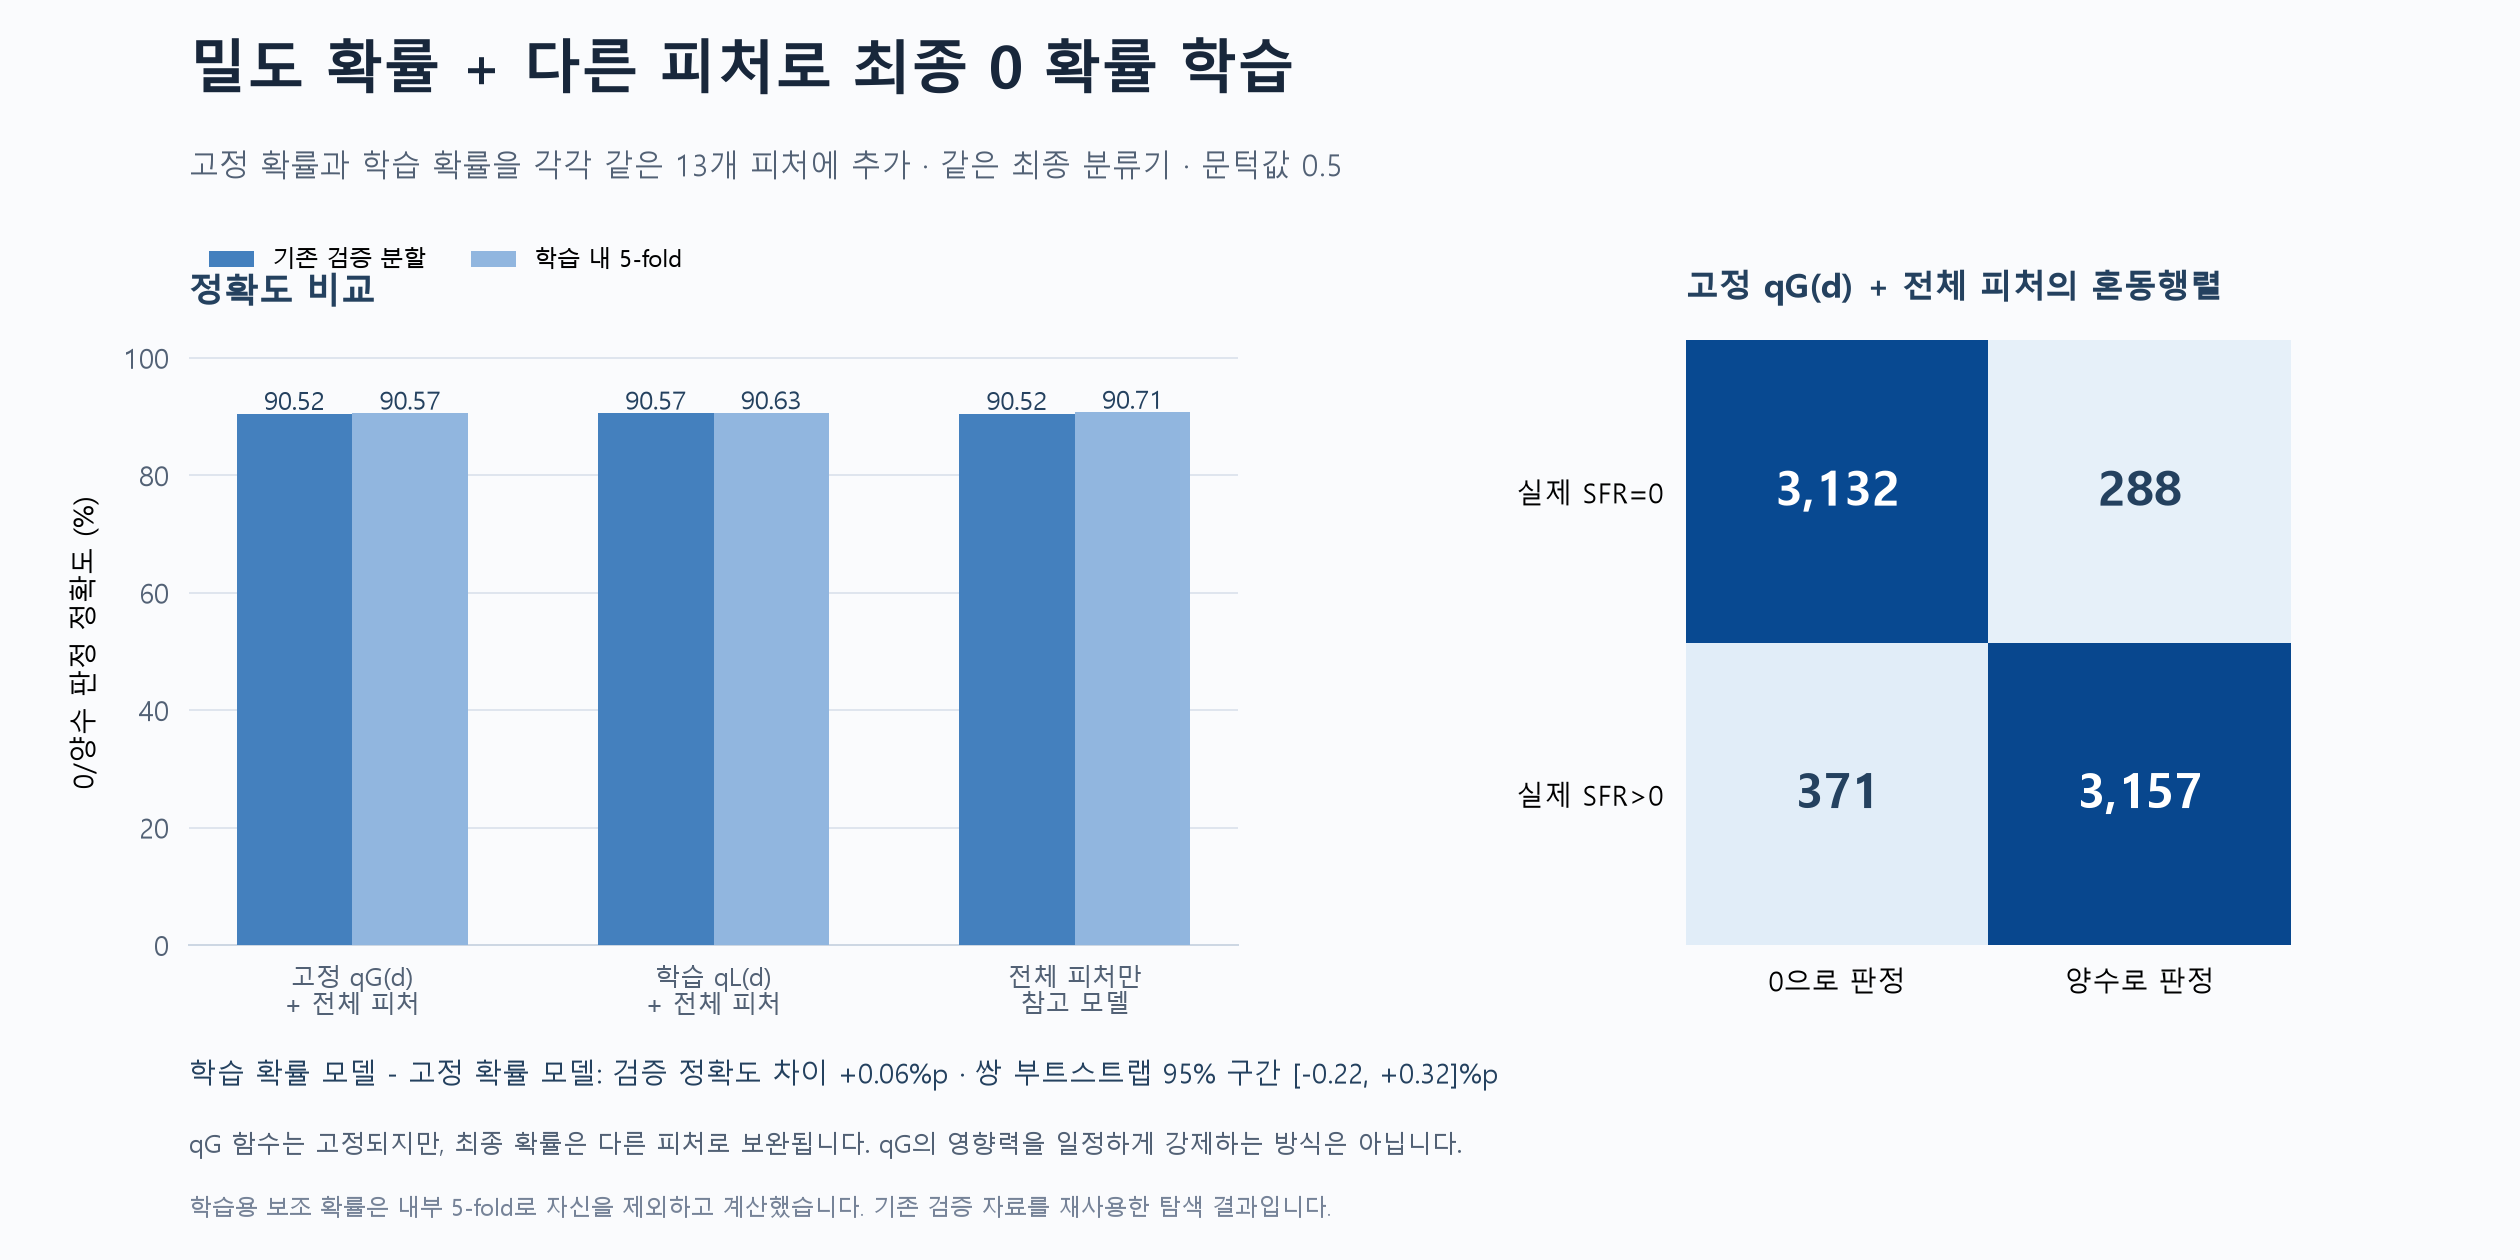 밀도 확률 + 다른 피처로 최종 0 확률 학습
고정 확률과 학습 확률을 각각 같은 13개 피처에 추가 · 같은 최종 분류기 · 문턱값 0.5
기존 검증 분할
학습 내 5-fold
정확도 비교
0/양수 판정 정확도 (%)
100
80
60
40
20
0
90.52
90.57
90.57
90.63
90.52
90.71
고정 qG(d)
+ 전체 피처
학습 qL(d)
+ 전체 피처
전체 피처만
참고 모델
고정 qG(d) + 전체 피처의 혼동행렬
실제 SFR=0
3,132
288
실제 SFR>0
371
3,157
0으로 판정
양수로 판정
학습 확률 모델 - 고정 확률 모델: 검증 정확도 차이 +0.06%p · 쌍 부트스트랩 95% 구간 [-0.22, +0.32]%p
qG 함수는 고정되지만, 최종 확률은 다른 피처로 보완됩니다. qG의 영향력을 일정하게 강제하는 방식은 아닙니다.
학습용 보조 확률은 내부 5-fold로 자신을 제외하고 계산했습니다. 기존 검증 자료를 재사용한 탐색 결과입니다.